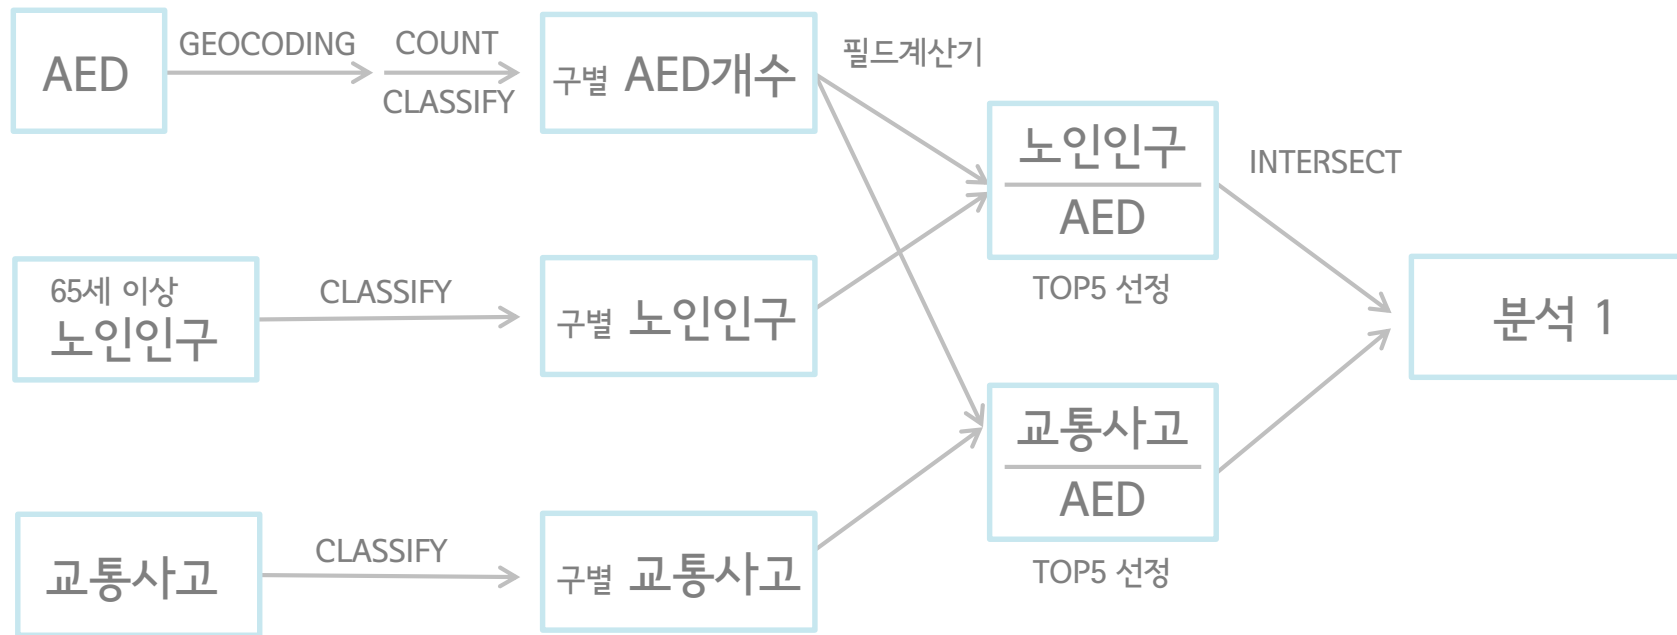 AED
GEOCODING
COUNT
CLASSIFY
구별 AED개수
필드계산기
65세 이상
노인인구
CLASSIFY
구별 노인인구
노인인구
AED
TOP5 선정
INTERSECT
분석 1
교통사고
CLASSIFY
구별 교통사고
교통사고
AED
TOP5 선정